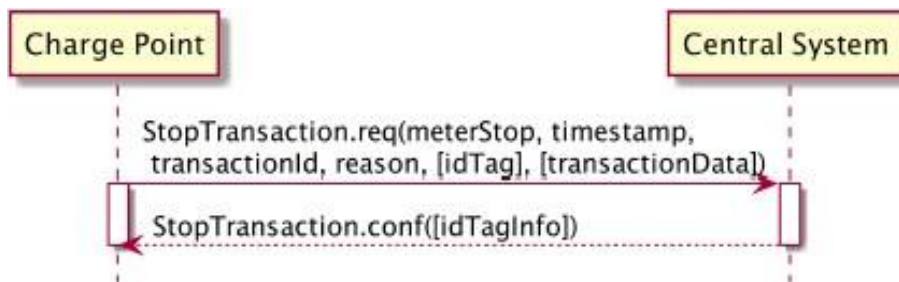 Charge Point
Central System
StopTransaction.req(meterStop, timestamp,
transactionId, reason, [idTag], [transactionData])
StopTransaction.conf([idTagInfo])